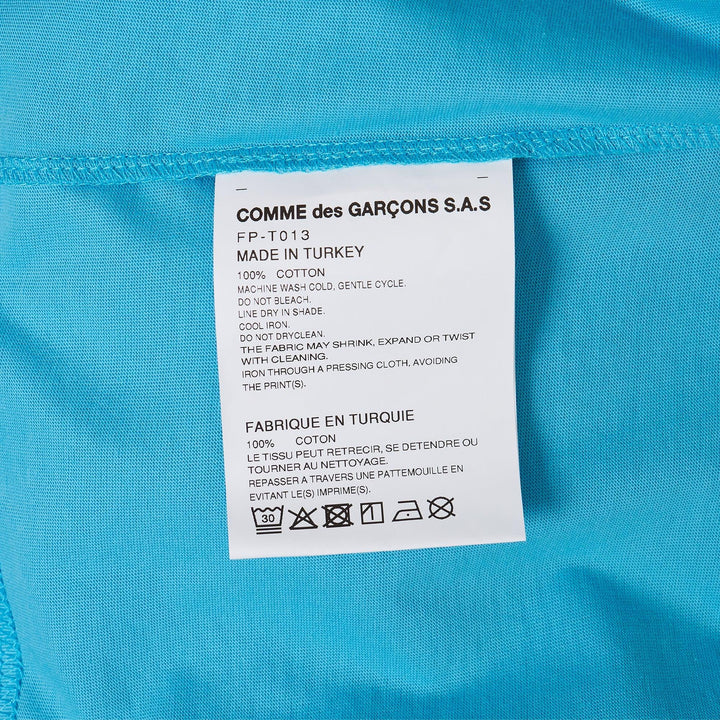 COMME des GARÇONS S.A.S
FP-T013
MADE IN TURKEY
100% COTTON
MACHINE WASH COLD, GENTLE CYCLE.
DO NOT BLEACH.
LINE DRY IN SHADE.
COOL IRON.
DO NOT DRYCLEAN.
THE FABRIC MAY SHRINK, EXPAND OR TWIST
WITH CLEANING.
IRON THROUGH A PRESSING CLOTH, AVOIDING
THE PRINT(S).
FABRIQUE EN TURQUIE
100% COTON
LE TISSU PEUT RETRECIR, SE DETENDRE OU
TOURNER AU NETTOYAGE.
REPASSER A TRAVERS UNE PATTEMOUILLE EN
EVITANT LE(S) IMPRIME(S).
30